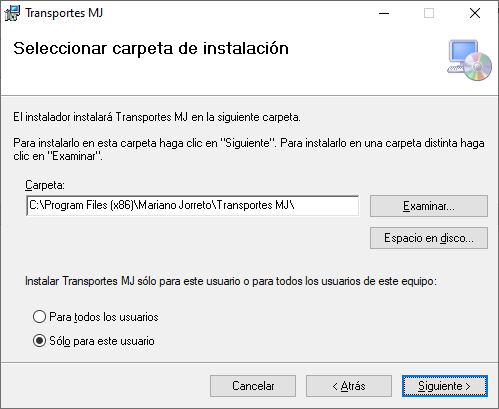 Transportes MJ
Seleccionar carpeta de instalación
El instalador instalará Transportes MJ en la siguiente carpeta.
Para instalarlo en esta carpeta haga clic en "Siguiente". Para instalarlo en una carpeta distinta haga
clic en "Examinar".
Carpeta:
C:\Program Files (x86)\Mariano Jorreto\Transportes MJ\
Examinar...
Espacio en disco...
Instalar Transportes MJ sólo para este usuario o para todos los usuarios de este equipo:
Para todos los usuarios
Sólo para este usuario
Cancelar
< Atrás
Siguiente >